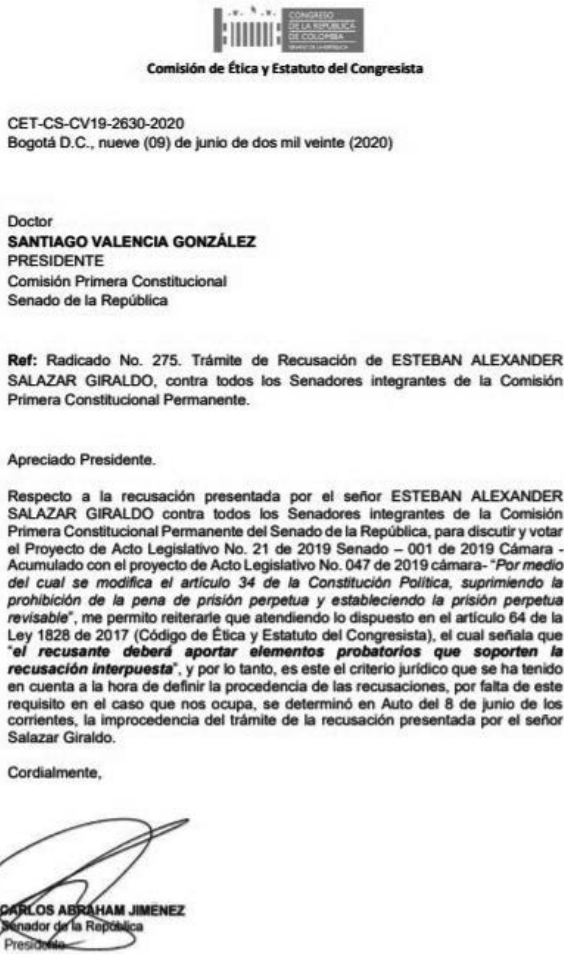 CONGRESO
DE LA REPÚBLICA
DE COLOMBIA
Comisión de Ética y Estatuto del Congresista
CET-CS-CV19-2630-2020
Bogotá D.C., nueve (09) de junio de dos mil veinte (2020)
Doctor
SANTIAGO VALENCIA GONZÁLEZ
PRESIDENTE
Comisión Primera Constitucional
Senado de la República
Ref: Radicado No. 275. Trámite de Recusación de ESTEBAN ALEXANDER
SALAZAR GIRALDO, contra todos los Senadores integrantes de la Comisión
Primera Constitucional Permanente.
Apreciado Presidente.
Respecto a la recusación presentada por el señor ESTEBAN ALEXANDER
SALAZAR GIRALDO contra todos los Senadores integrantes de la Comisión
Primera Constitucional Permanente del Senado de la República, para discutir y votar
el Proyecto de Acto Legislativo No. 21 de 2019 Senado – 001 de 2019 Cámara -
Acumulado con el proyecto de Acto Legislativo No. 047 de 2019 cámara- “Por medio
del cual se modifica el artículo 34 de la Constitución Política, suprimiendo la
prohibición de la pena de prisión perpetua y estableciendo la prisión perpetua
revisable”, me permito reiterarle que atendiendo lo dispuesto en el artículo 64 de la
Ley 1828 de 2017 (Código de Ética y Estatuto del Congresista), el cual señala que
“el recusante deberá aportar elementos probatorios que soporten la
recusación interpuesta”, y por lo tanto, es este el criterio jurídico que se ha tenido
en cuenta a la hora de definir la procedencia de las recusaciones, por falta de este
requisito en el caso que nos ocupa, se determinó en Auto del 8 de junio de los
corrientes, la improcedencia del trámite de la recusación presentada por el señor
Salazar Giraldo.
Cordialmente,
CARLOS ABRAHAM JIMENEZ
Senador de la República
Presidente